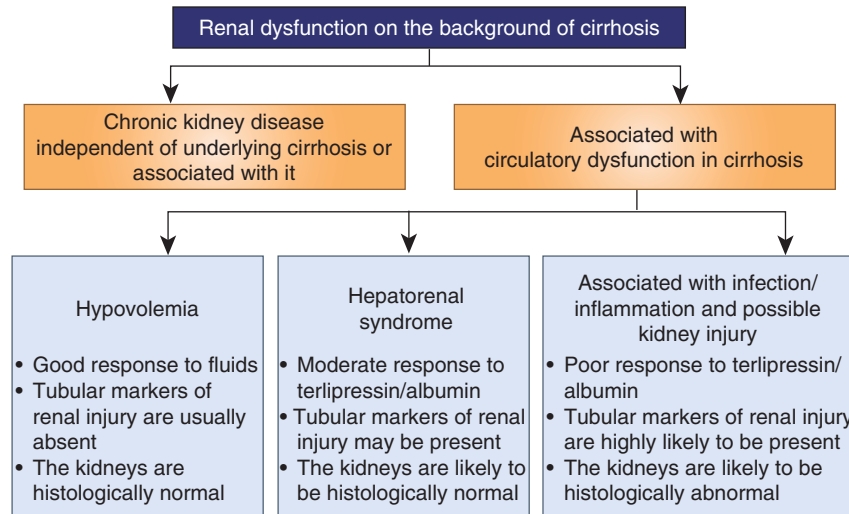 Renal dysfunction on the background of cirrhosis
Chronic kidney disease
independent of underlying cirrhosis or
associated with it
Associated with
circulatory dysfunction in cirrhosis
Hypovolemia
• Good response to fluids
• Tubular markers of
renal injury are usually
absent
• The kidneys are
histologically normal
Hepatorenal
syndrome
• Moderate response to
terlipressin/albumin
• Tubular markers of renal
injury may be present
• The kidneys are likely to
be histologically normal
Associated with infection/
inflammation and possible
kidney injury
• Poor response to terlipressin/
albumin
• Tubular markers of renal injury
are highly likely to be present
• The kidneys are likely to be
histologically abnormal